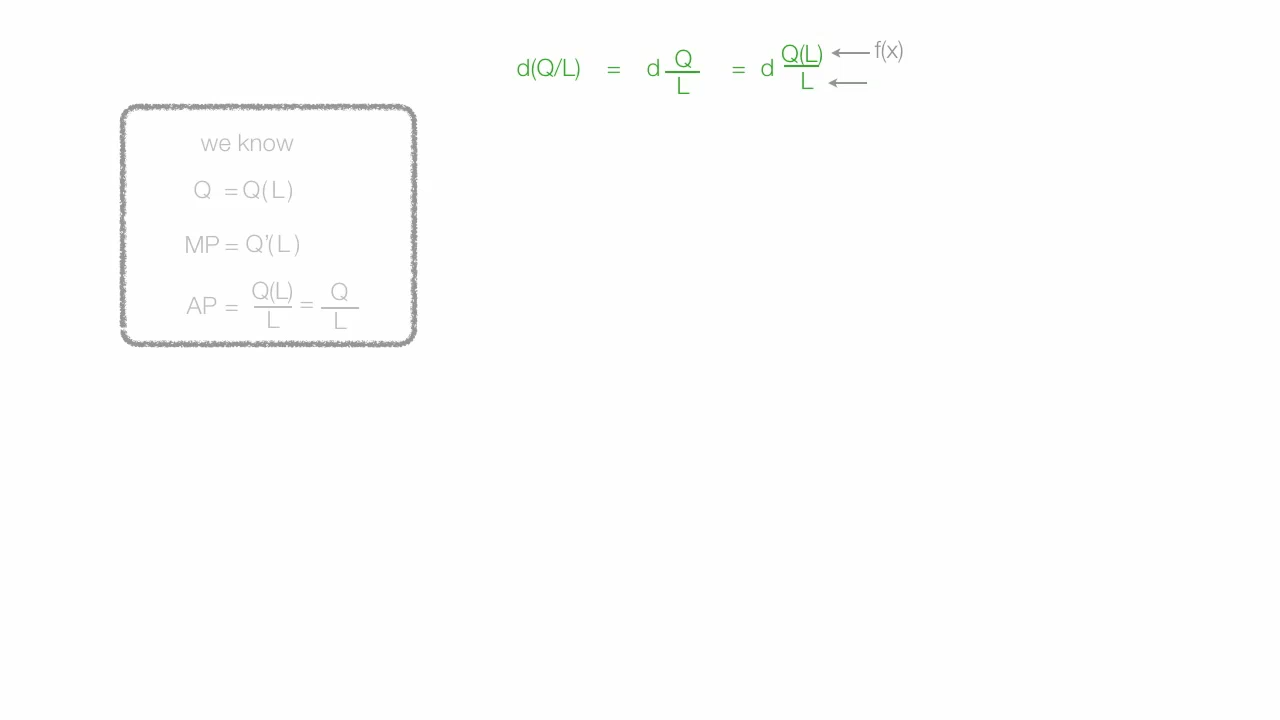 d(Q/L) = d Q/L = d Q(L)/L ← f(x)
←
we know
Q = Q(L)
MP = Q'(L)
AP = Q(L)/L = Q/L